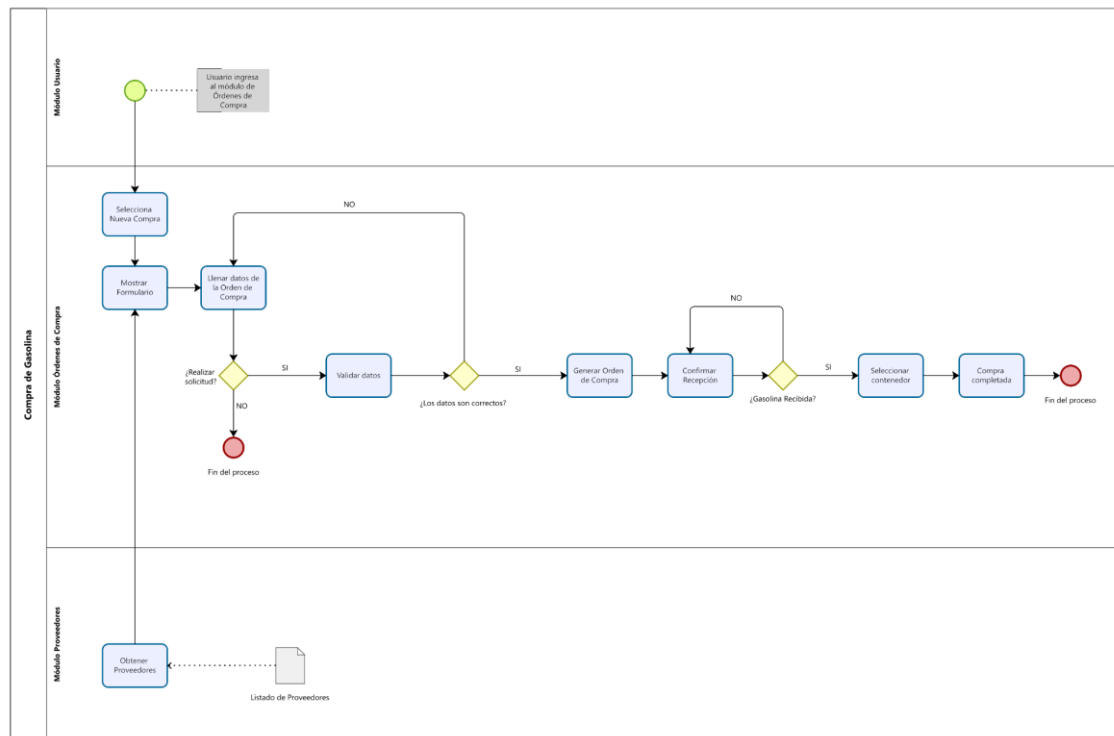 Compra de Gasolina
Módulo Usuario
Usuario ingresa
al módulo de
Órdenes de
Compra
Módulo Órdenes de Compra
Selecciona
Nueva Compra
NO
Mostrar
Formulario
Llenar datos de
la Orden de
Compra
NO
¿Realizar
solicitud?
SI
Validar datos
¿Los datos son correctos?
SI
Generar Orden
de Compra
Confirmar
Recepción
¿Gasolina Recibida?
SI
Seleccionar
contenedor
Compra
completada
Fin del proceso
NO
Fin del proceso
Módulo Proveedores
Obtener
Proveedores
Listado de Proveedores